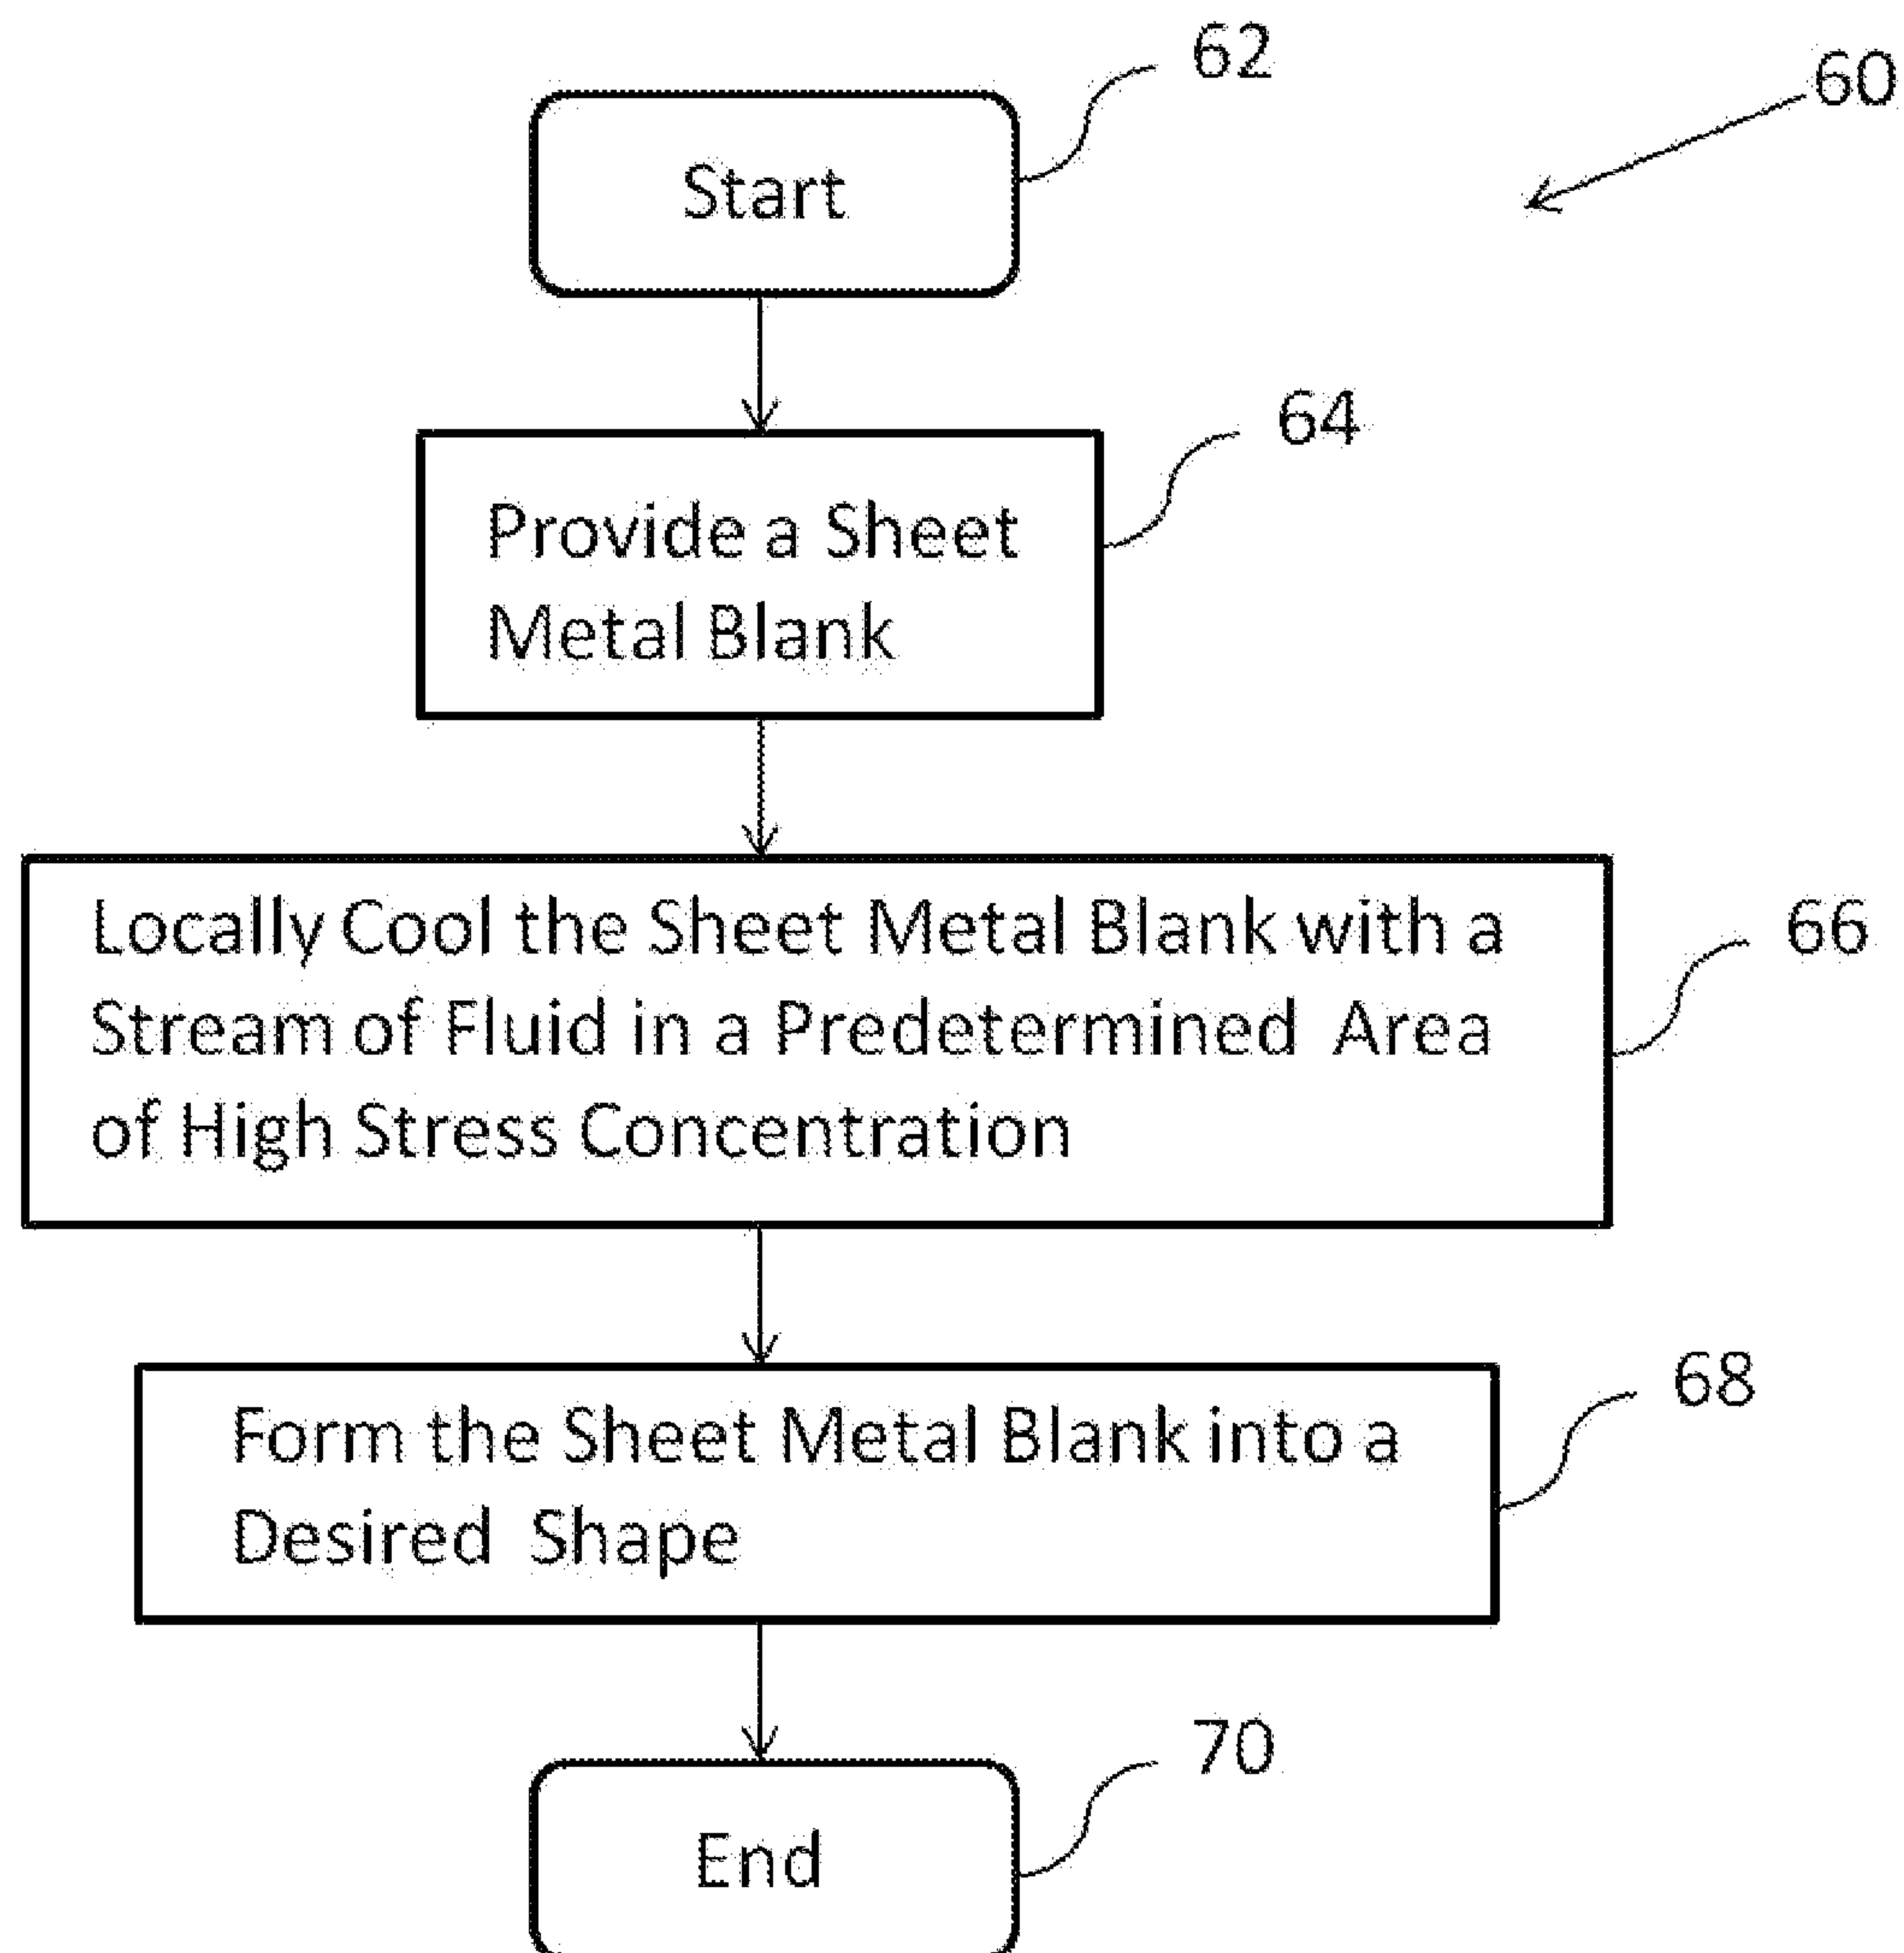 62
60
Start
64
Provide a Sheet
Metal Blank
66
Locally Cool the Sheet Metal Blank with a
Stream of Fluid in a Predetermined Area
of High Stress Concentration
68
Form the Sheet Metal Blank into a
Desired Shape
70
End